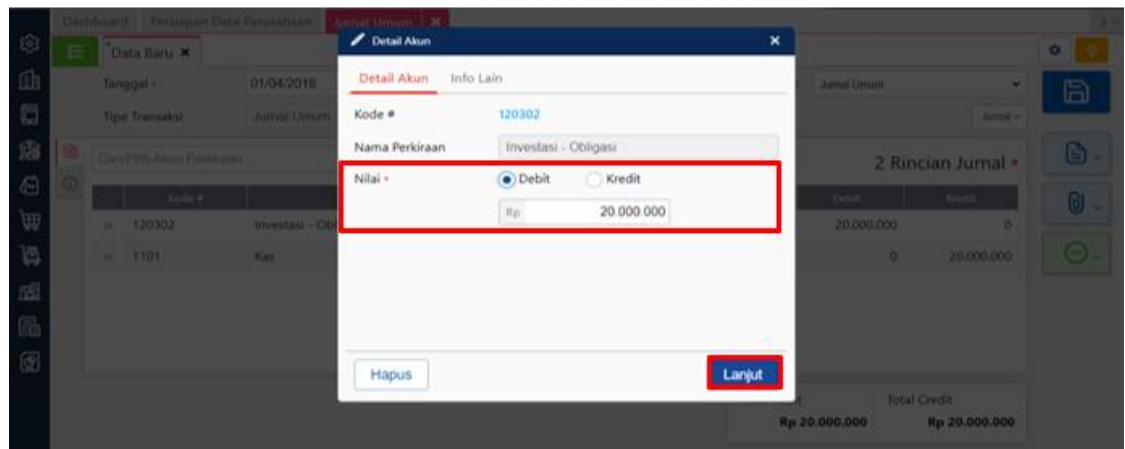 Dashboard Persiapan Data Perusahaan Jurnal Umum
Data Baru
Tanggal * 01/04/2018 Jurnal Umum
Tipe Transaksi Jurnal Umum Ambil
Cari/Pilih Akun Perkiraan...
2 Rincian Jurnal *
Kode # Debit Kredit
120302 Investasi - Obl 20.000.000 0
1101 Kas 0 20.000.000
Detail Akun
Detail Akun Info Lain
Kode # 120302
Nama Perkiraan Investasi - Obligasi
Nilai * Debit Kredit
Rp 20.000.000
Hapus Lanjut
Total Credit
Rp 20.000.000 Rp 20.000.000